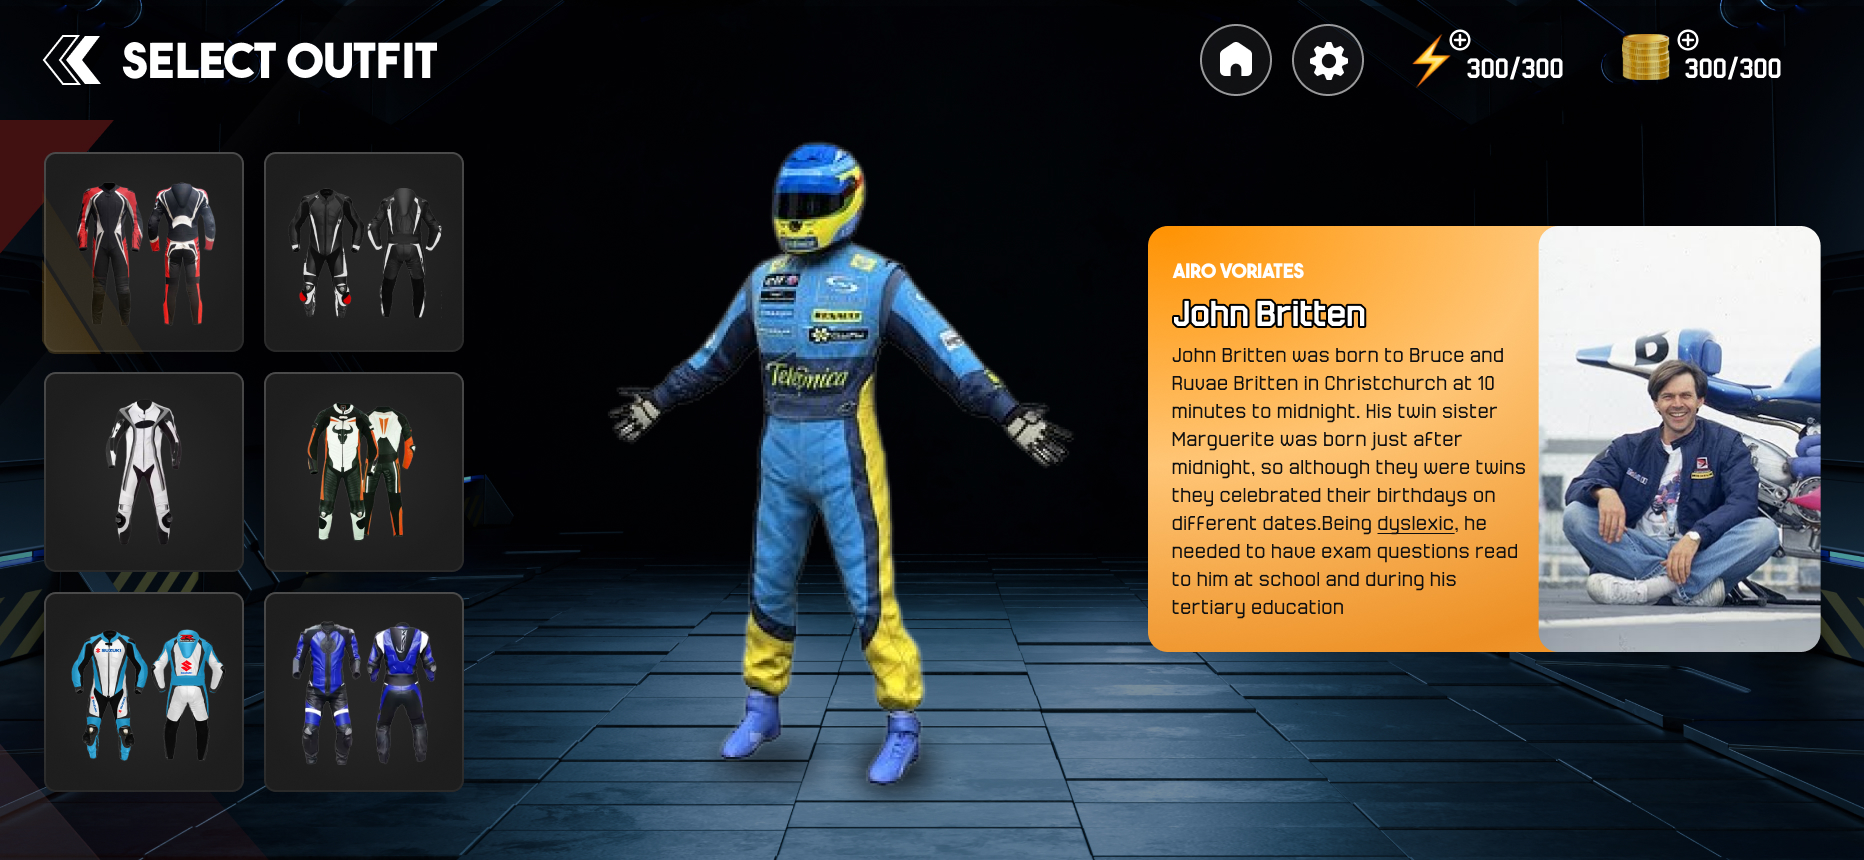 SELECT OUTFIT
300/300
300/300
AIRO VORIATES
John Britten
John Britten was born to Bruce and
Ruvae Britten in Christchurch at 10
minutes to midnight. His twin sister
Marguerite was born just after
midnight, so although they were twins
they celebrated their birthdays on
different dates.Being dyslexic, he
needed to have exam questions read
to him at school and during his
tertiary education
RENAULT
Telefonica
SUZUKI
D